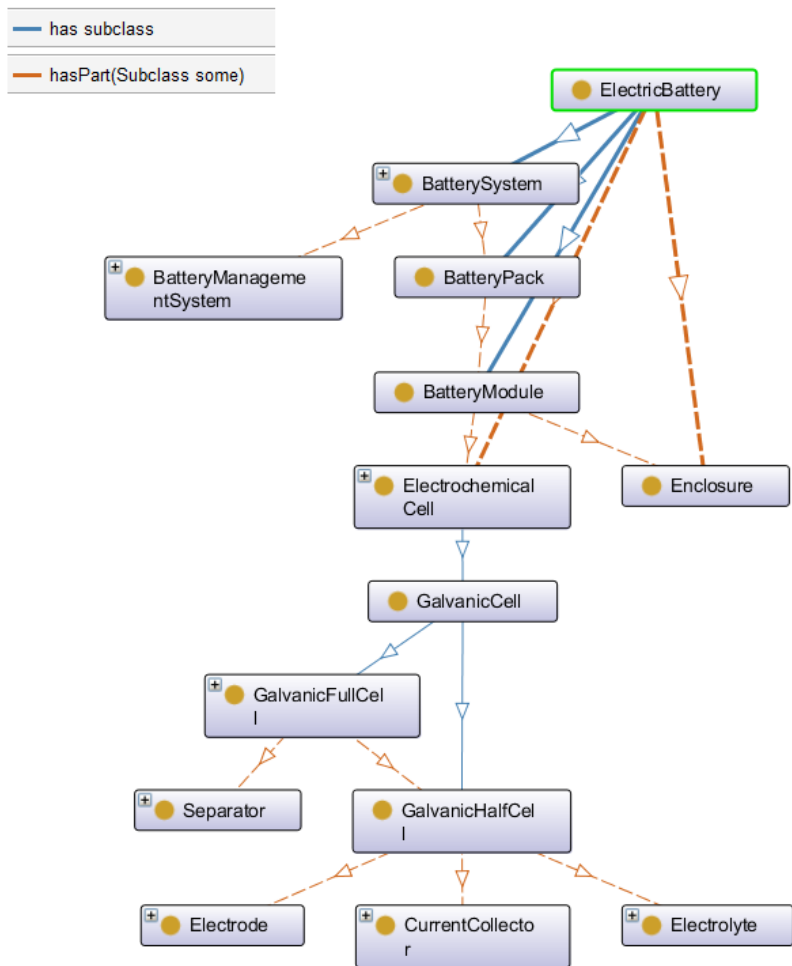 has subclass
hasPart(Subclass some)
ElectricBattery
BatterySystem
BatteryManageme
ntSystem
BatteryPack
BatteryModule
Electrochemical
Cell
Enclosure
GalvanicCell
GalvanicFullCel
l
Separator
GalvanicHalfCel
l
Electrode
CurrentCollecto
r
Electrolyte